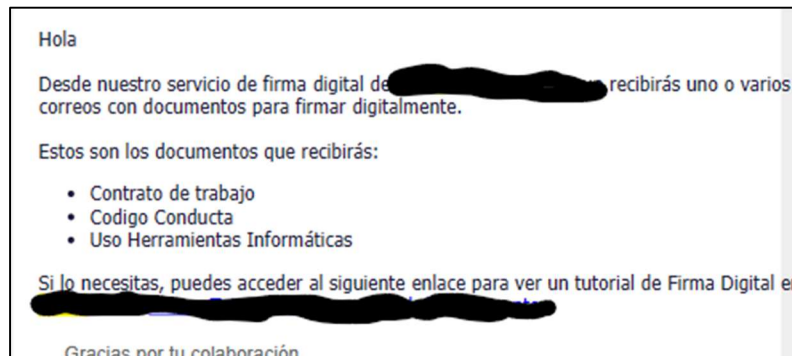 Hola
Desde nuestro servicio de firma digital de recibirás uno o varios
correos con documentos para firmar digitalmente.
Estos son los documentos que recibirás:
• Contrato de trabajo
• Codigo Conducta
• Uso Herramientas Informáticas
Si lo necesitas, puedes acceder al siguiente enlace para ver un tutorial de Firma Digital
Gracias por tu colaboración